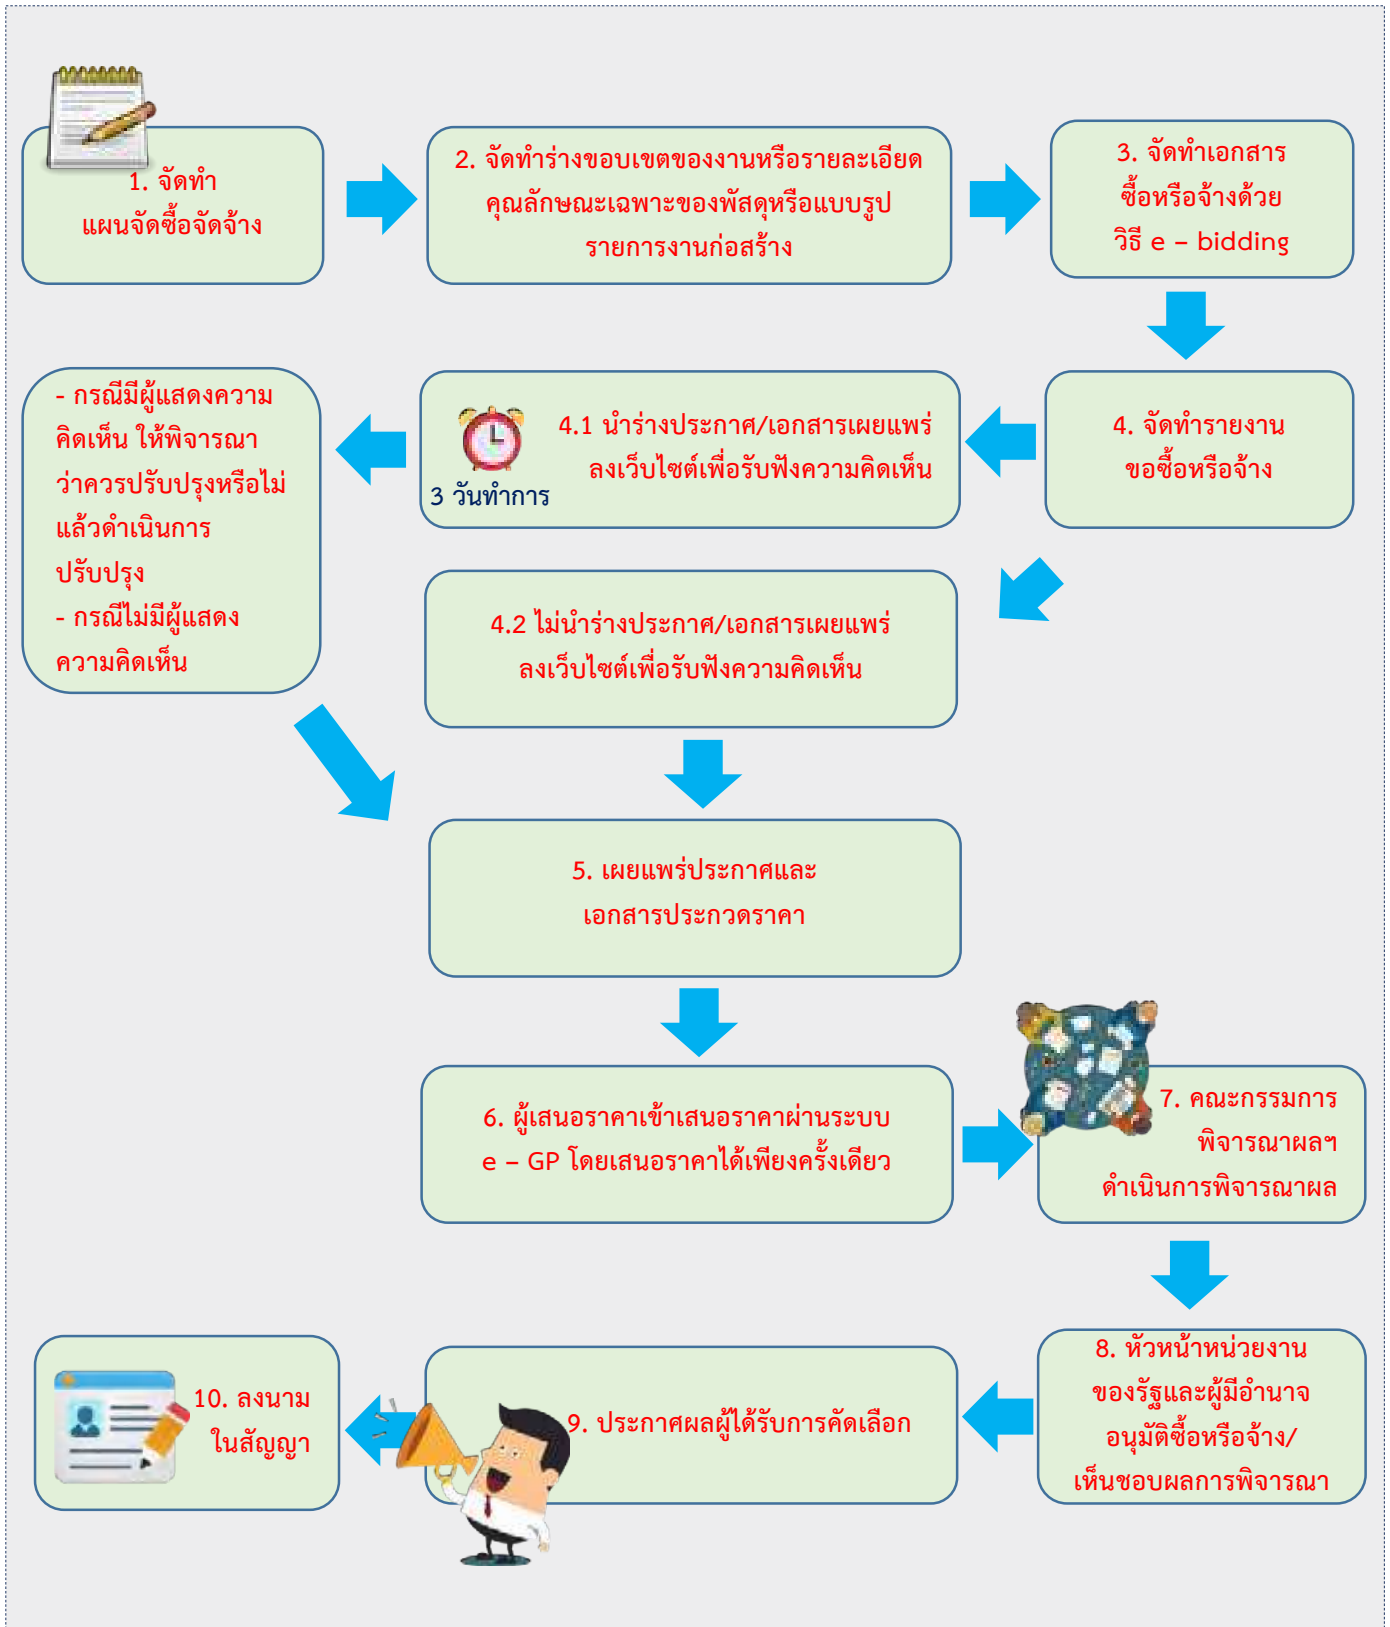 1. จัดทำ
แผนจัดซื้อจัดจ้าง
2. จัดทำร่างขอบเขตของงานหรือรายละเอียด
คุณลักษณะเฉพาะของพัสดุหรือแบบรูป
รายการงานก่อสร้าง
3. จัดทำเอกสาร
ซื้อหรือจ้างด้วย
วิธี e – bidding
4. จัดทำรายงาน
ขอซื้อหรือจ้าง
4.1 นำร่างประกาศ/เอกสารเผยแพร่
ลงเว็บไซต์เพื่อรับฟังความคิดเห็น
3 วันทำการ
- กรณีมีผู้แสดงความ
คิดเห็น ให้พิจารณา
ว่าควรปรับปรุงหรือไม่
แล้วดำเนินการ
ปรับปรุง
- กรณีไม่มีผู้แสดง
ความคิดเห็น
4.2 ไม่นำร่างประกาศ/เอกสารเผยแพร่
ลงเว็บไซต์เพื่อรับฟังความคิดเห็น
5. เผยแพร่ประกาศและ
เอกสารประกวดราคา
6. ผู้เสนอราคาเข้าเสนอราคาผ่านระบบ
e – GP โดยเสนอราคาได้เพียงครั้งเดียว
7. คณะกรรมการ
พิจารณาผลฯ
ดำเนินการพิจารณาผล
8. หัวหน้าหน่วยงาน
ของรัฐและผู้มีอำนาจ
อนุมัติซื้อหรือจ้าง/
เห็นชอบผลการพิจารณา
9. ประกาศผลผู้ได้รับการคัดเลือก
10. ลงนาม
ในสัญญา